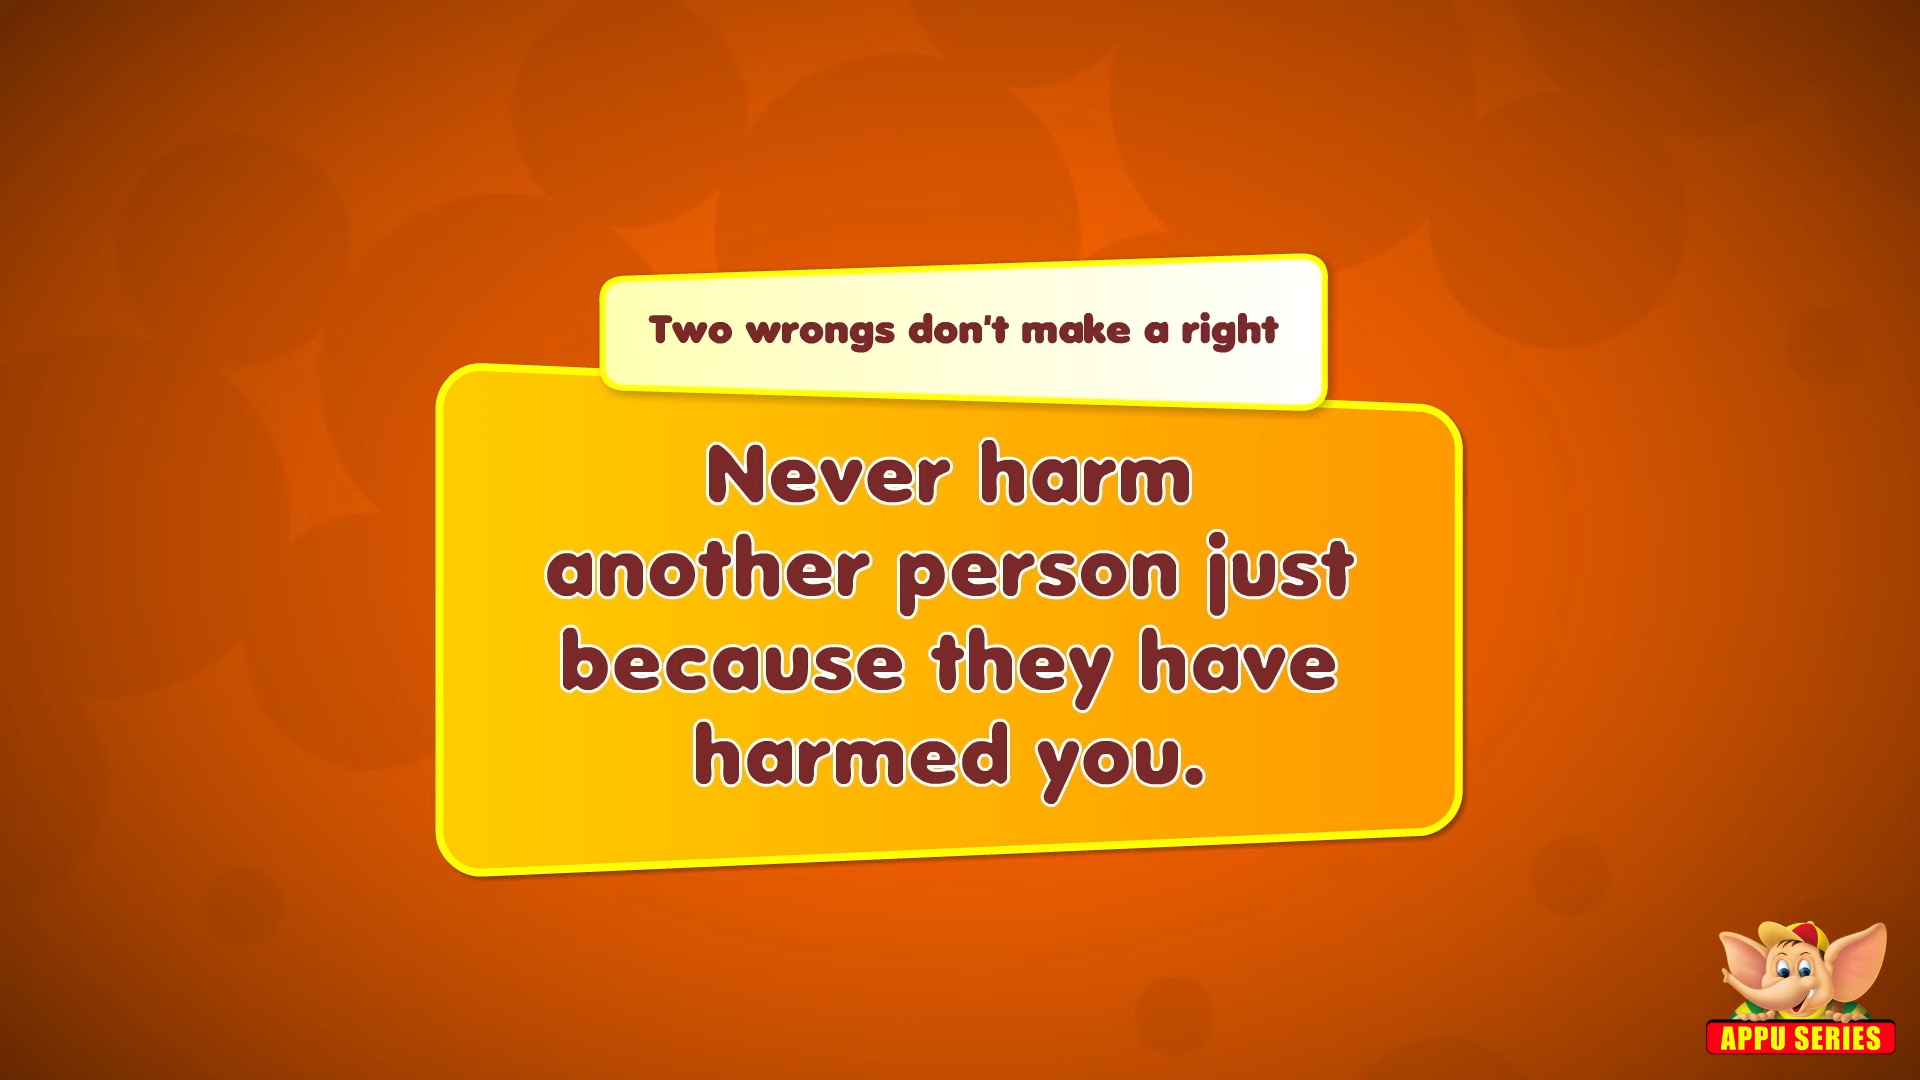 Two wrongs don't make a right
Never harm
another person just
because they have
harmed you.
APPU SERIES